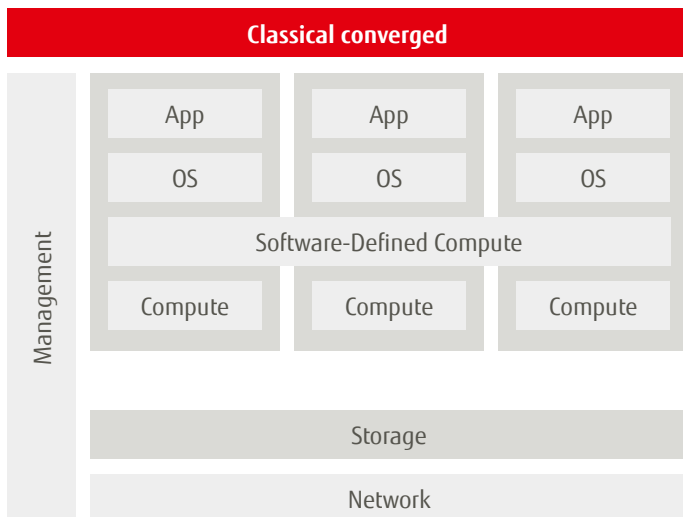 Classical converged
Management
App
App
App
OS
OS
OS
Software-Defined Compute
Compute
Compute
Compute
Storage
Network